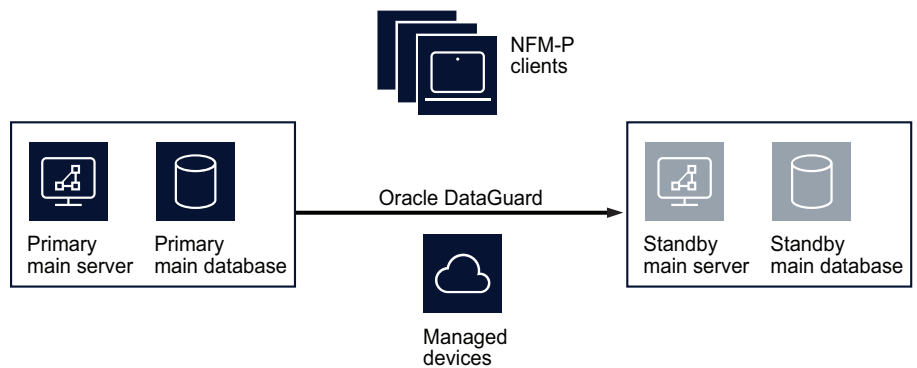 NFM-P
clients
Oracle DataGuard
Primary
main server
Primary
main database
Standby
main server
Standby
main database
Managed
devices